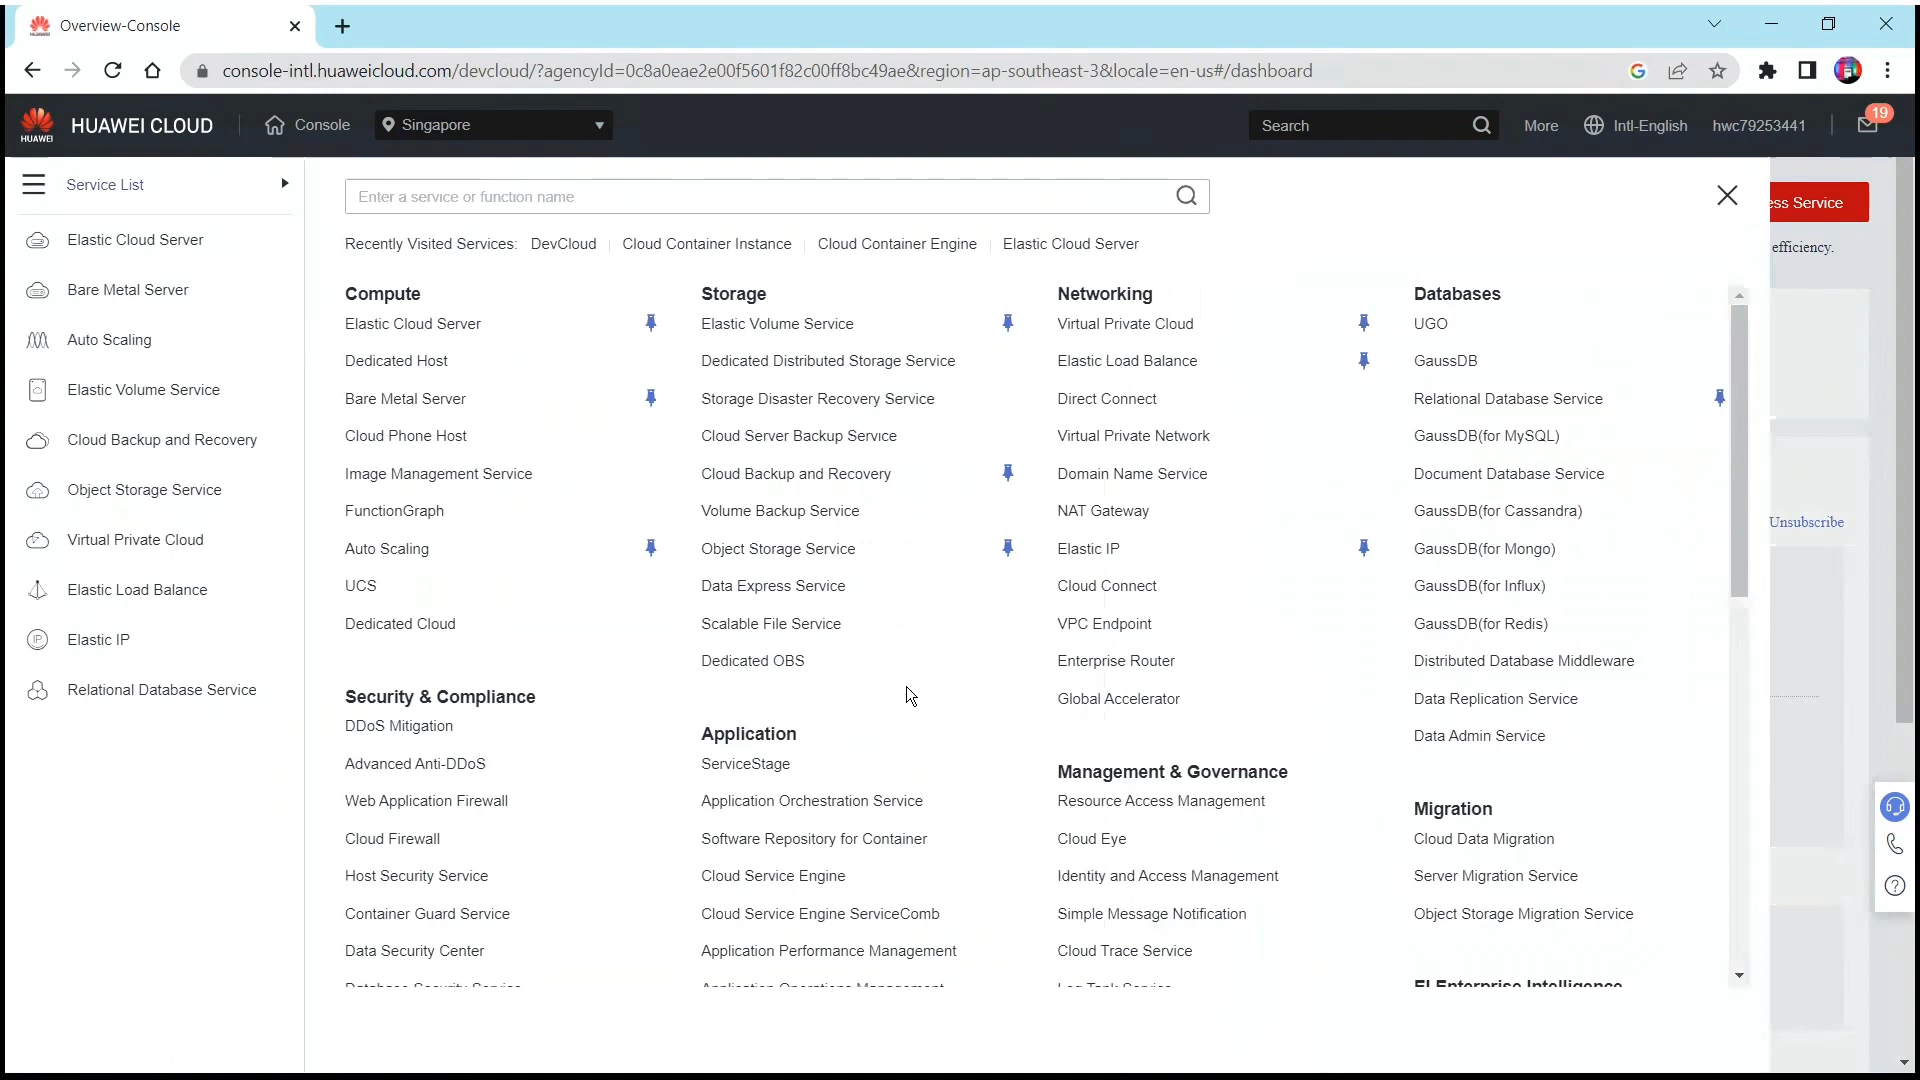 Overview-Console
console-intl.huaweicloud.com/devcloud/?agencyId=0c8a0eae2e00f5601f82c00ff8bc49ae&region=ap-southeast-3&locale=en-us#/dashboard
HUAWEI
HUAWEI CLOUD
Console
Singapore
Search
More
Intl-English
hwc79253441
19
Service List
Elastic Cloud Server
Bare Metal Server
Auto Scaling
Elastic Volume Service
Cloud Backup and Recovery
Object Storage Service
Virtual Private Cloud
Elastic Load Balance
Elastic IP
Relational Database Service
Enter a service or function name
Recently Visited Services: DevCloud Cloud Container Instance Cloud Container Engine Elastic Cloud Server
Compute
Elastic Cloud Server
Dedicated Host
Bare Metal Server
Cloud Phone Host
Image Management Service
FunctionGraph
Auto Scaling
UCS
Dedicated Cloud
Security & Compliance
DDoS Mitigation
Advanced Anti-DDoS
Web Application Firewall
Cloud Firewall
Host Security Service
Container Guard Service
Data Security Center
Database Security Service
Storage
Elastic Volume Service
Dedicated Distributed Storage Service
Storage Disaster Recovery Service
Cloud Server Backup Service
Cloud Backup and Recovery
Volume Backup Service
Object Storage Service
Data Express Service
Scalable File Service
Dedicated OBS
Application
ServiceStage
Application Orchestration Service
Software Repository for Container
Cloud Service Engine
Cloud Service Engine ServiceComb
Application Performance Management
Application Operations Management
Networking
Virtual Private Cloud
Elastic Load Balance
Direct Connect
Virtual Private Network
Domain Name Service
NAT Gateway
Elastic IP
Cloud Connect
VPC Endpoint
Enterprise Router
Global Accelerator
Management & Governance
Resource Access Management
Cloud Eye
Identity and Access Management
Simple Message Notification
Cloud Trace Service
Log Tank Service
Databases
UGO
GaussDB
Relational Database Service
GaussDB(for MySQL)
Document Database Service
GaussDB(for Cassandra)
GaussDB(for Mongo)
GaussDB(for Influx)
GaussDB(for Redis)
Distributed Database Middleware
Data Replication Service
Data Admin Service
Migration
Cloud Data Migration
Server Migration Service
Object Storage Migration Service
EI Enterprise Intelligence
ess Service
efficiency.
Unsubscribe